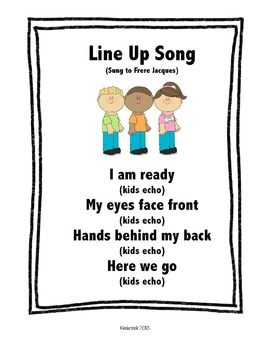 Line Up Song
(Sung to Frere Jacques)
I am ready
(kids echo)
My eyes face front
(kids echo)
Hands behind my back
(kids echo)
Here we go
(kids echo)